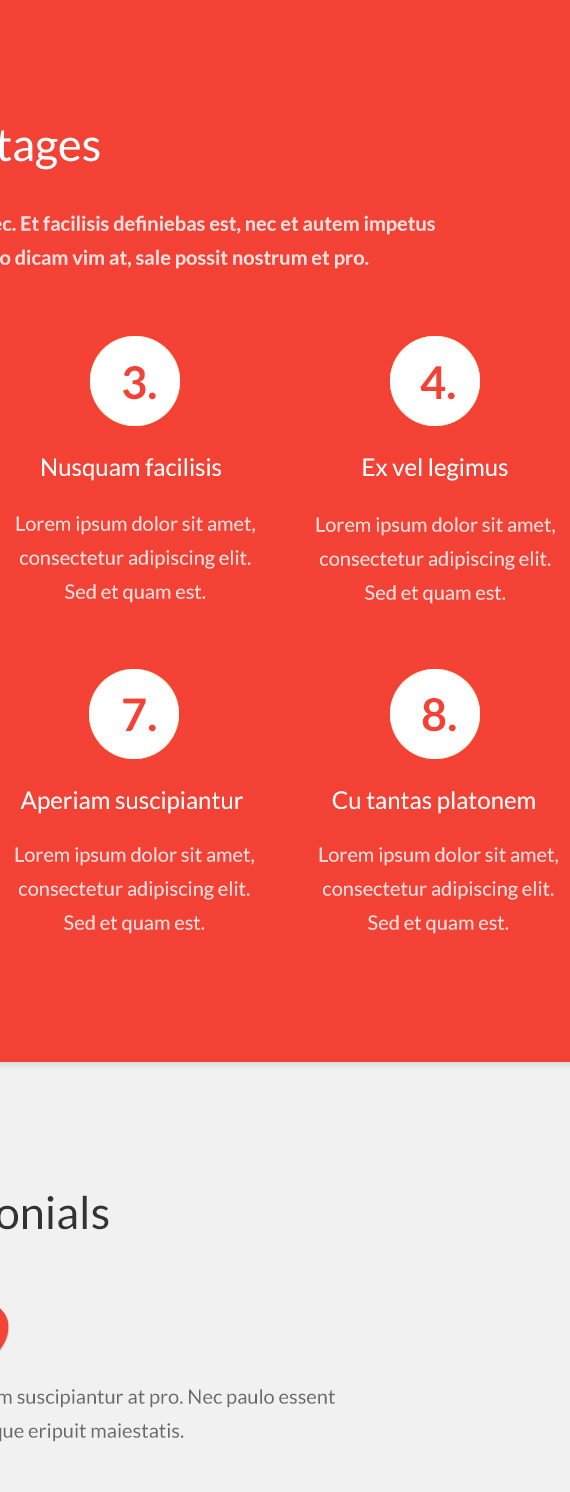 tages
ec. Et facilisis definiebas est, nec et autem impetus
o dicam vim at, sale possit nostrum et pro.
3.
4.
Nusquam facilisis
Ex vel legimus
Lorem ipsum dolor sit amet,
consectetur adipiscing elit.
Sed et quam est.
Lorem ipsum dolor sit amet,
consectetur adipiscing elit.
Sed et quam est.
7.
8.
Aperiam suscipiantur
Cu tantas platonem
Lorem ipsum dolor sit amet,
consectetur adipiscing elit.
Sed et quam est.
Lorem ipsum dolor sit amet,
consectetur adipiscing elit.
Sed et quam est.
onials
m suscipiantur at pro. Nec paulo essent
que eripuit maiestatis.